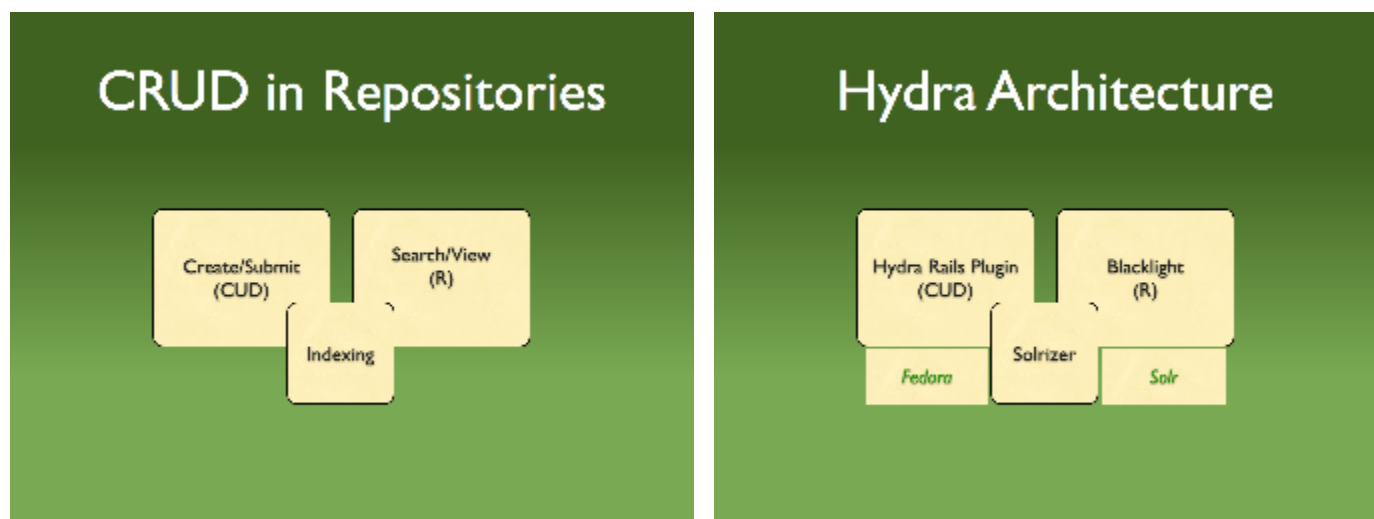 CRUD in Repositories
Create/Submit
(CUD)
Search/View
(R)
Indexing
Hydra Architecture
Hydra Rails Plugin
(CUD)
Blacklight
(R)
Solrizer
Fedora
Solr